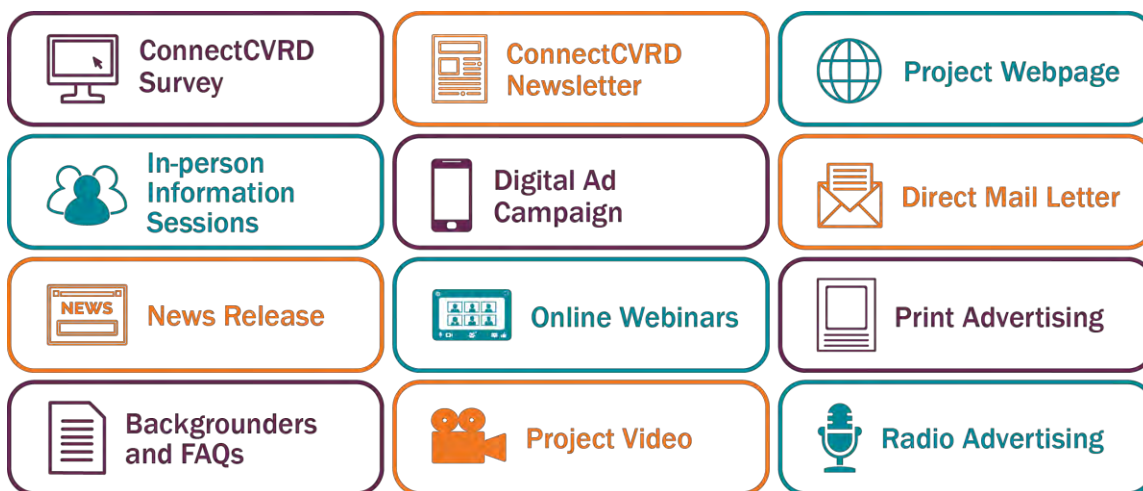 ConnectCVRD
Survey
ConnectCVRD
Newsletter
Project Webpage
In-person
Information
Sessions
Digital Ad
Campaign
Direct Mail Letter
NEWS
News Release
Online Webinars
Print Advertising
Backgrounders
and FAQs
Project Video
Radio Advertising